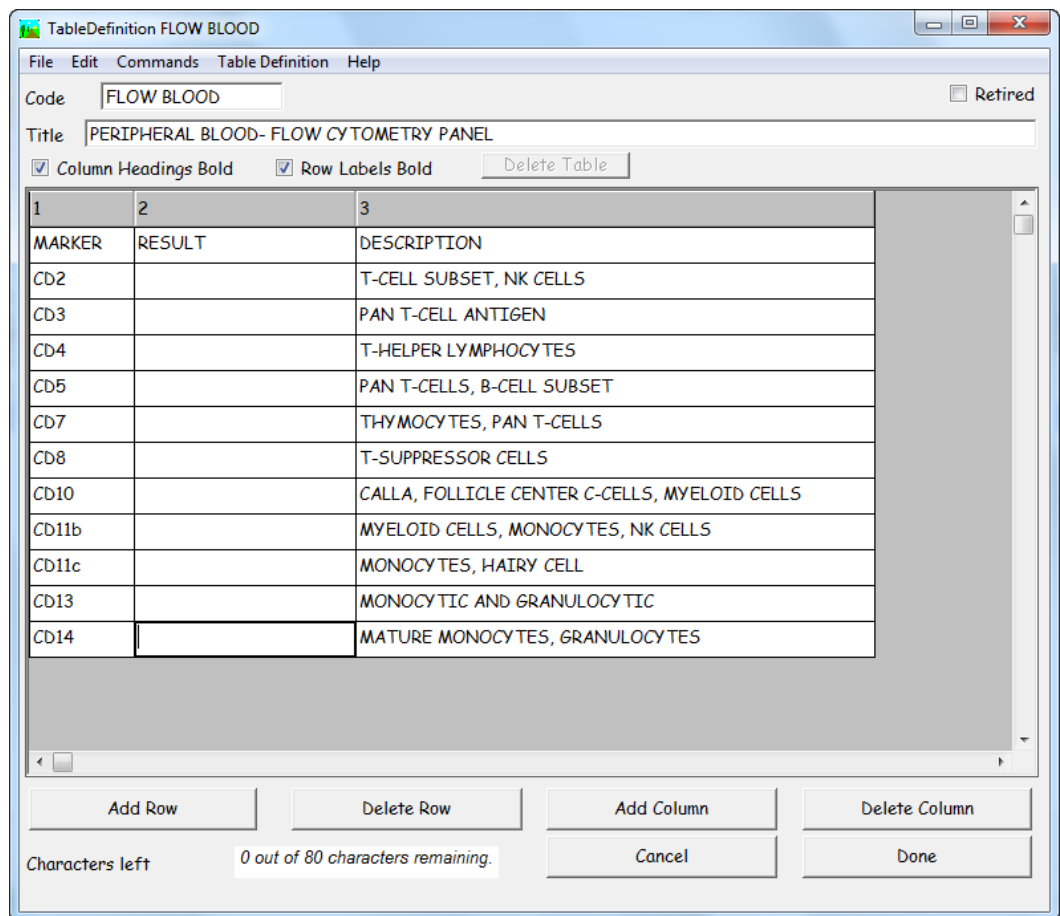 TableDefinition FLOW BLOOD
File Edit Commands Table Definition Help
Code FLOW BLOOD Retired
Title PERIPHERAL BLOOD- FLOW CYTOMETRY PANEL
Column Headings Bold Row Labels Bold Delete Table
1 2 3
MARKER RESULT DESCRIPTION
CD2 T-CELL SUBSET, NK CELLS
CD3 PAN T-CELL ANTIGEN
CD4 T-HELPER LYMPHOCYTES
CD5 PAN T-CELLS, B-CELL SUBSET
CD7 THYMOCYTES, PAN T-CELLS
CD8 T-SUPPRESSOR CELLS
CD10 CALLA, FOLLICLE CENTER C-CELLS, MYELOID CELLS
CD11b MYELOID CELLS, MONOCYTES, NK CELLS
CD11c MONOCYTES, HAIRY CELL
CD13 MONOCYTIC AND GRANULOCYTIC
CD14 MATURE MONOCYTES, GRANULOCYTES
Add Row Delete Row Add Column Delete Column
Characters left 0 out of 80 characters remaining. Cancel Done